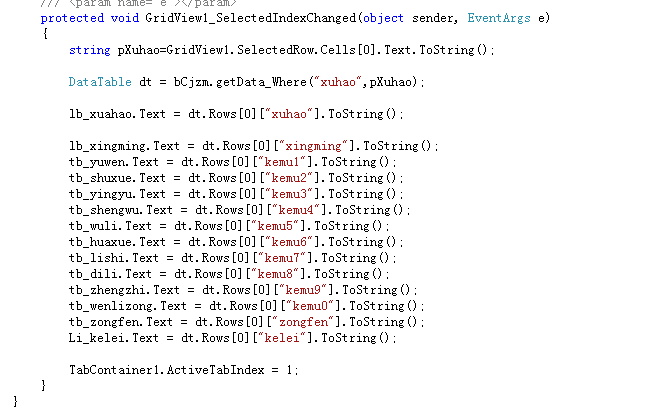 /// <param name="e"></param>
protected void GridView1_SelectedIndexChanged(object sender, EventArgs e)
{
string pXuhao=GridView1.SelectedRow.Cells[0].Text.ToString();
DataTable dt = bCjzm.getData_Where("xuhao",pXuhao);
lb_xuahao.Text = dt.Rows[0]["xuhao"].ToString();
lb_xingming.Text = dt.Rows[0]["xingming"].ToString();
tb_yuwen.Text = dt.Rows[0]["kemu1"].ToString();
tb_shuxue.Text = dt.Rows[0]["kemu2"].ToString();
tb_yingyu.Text = dt.Rows[0]["kemu3"].ToString();
tb_shengwu.Text = dt.Rows[0]["kemu4"].ToString();
tb_wuli.Text = dt.Rows[0]["kemu5"].ToString();
tb_huaxue.Text = dt.Rows[0]["kemu6"].ToString();
tb_lishi.Text = dt.Rows[0]["kemu7"].ToString();
tb_dili.Text = dt.Rows[0]["kemu8"].ToString();
tb_zhengzhi.Text = dt.Rows[0]["kemu9"].ToString();
tb_wenlizong.Text = dt.Rows[0]["kemu0"].ToString();
tb_zongfen.Text = dt.Rows[0]["zongfen"].ToString();
Li_kelei.Text = dt.Rows[0]["kelei"].ToString();
TabContainer1.ActiveTabIndex = 1;
}
}